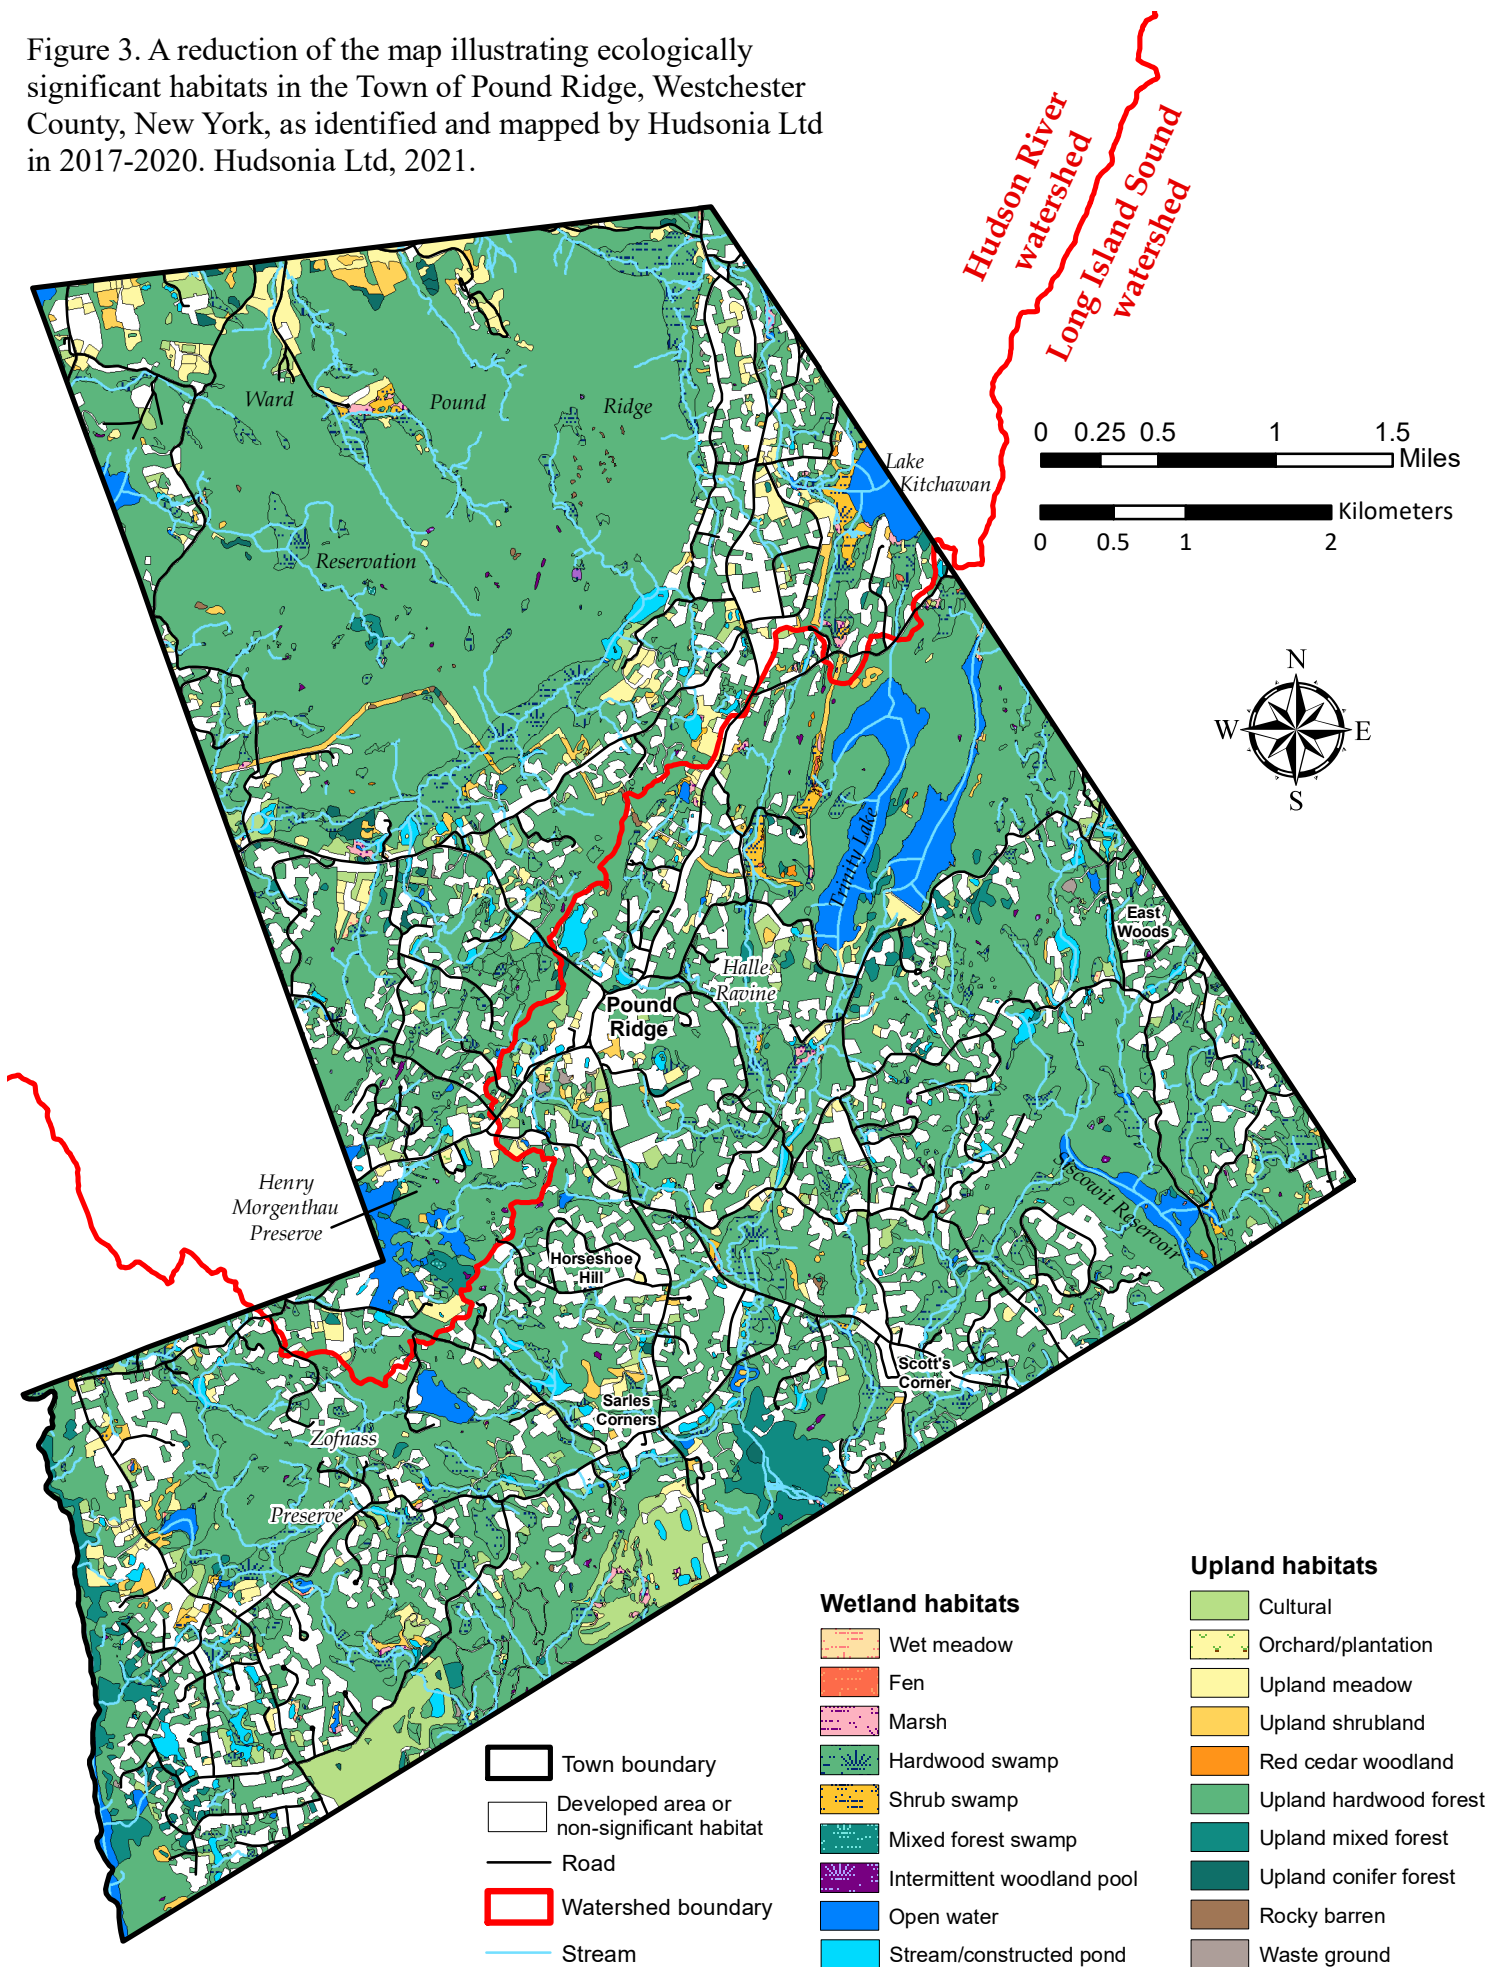 Figure 3. A reduction of the map illustrating ecologically
significant habitats in the Town of Pound Ridge, Westchester
County, New York, as identified and mapped by Hudsonia Ltd
in 2017-2020. Hudsonia Ltd, 2021.
Hudson River
watershed
Long Island Sound
watershed
0 0.25 0.5 1 1.5
Miles
Kilometers
0 0.5 1 2
N
W E
S
Ward Pound Ridge
Reservation
Lake
Kitchawan
Trinity Lake
East
Woods
Halle
Ravine
Pound
Ridge
Siscowit Reservoir
Henry
Morgenthau
Preserve
Horseshoe
Hill
Scott's
Corner
Sarles
Corners
Zofnass
Preserve
Town boundary
Developed area or
non-significant habitat
Road
Watershed boundary
Stream
Wetland habitats
Wet meadow
Fen
Marsh
Hardwood swamp
Shrub swamp
Mixed forest swamp
Intermittent woodland pool
Open water
Stream/constructed pond
Upland habitats
Cultural
Orchard/plantation
Upland meadow
Upland shrubland
Red cedar woodland
Upland hardwood forest
Upland mixed forest
Upland conifer forest
Rocky barren
Waste ground